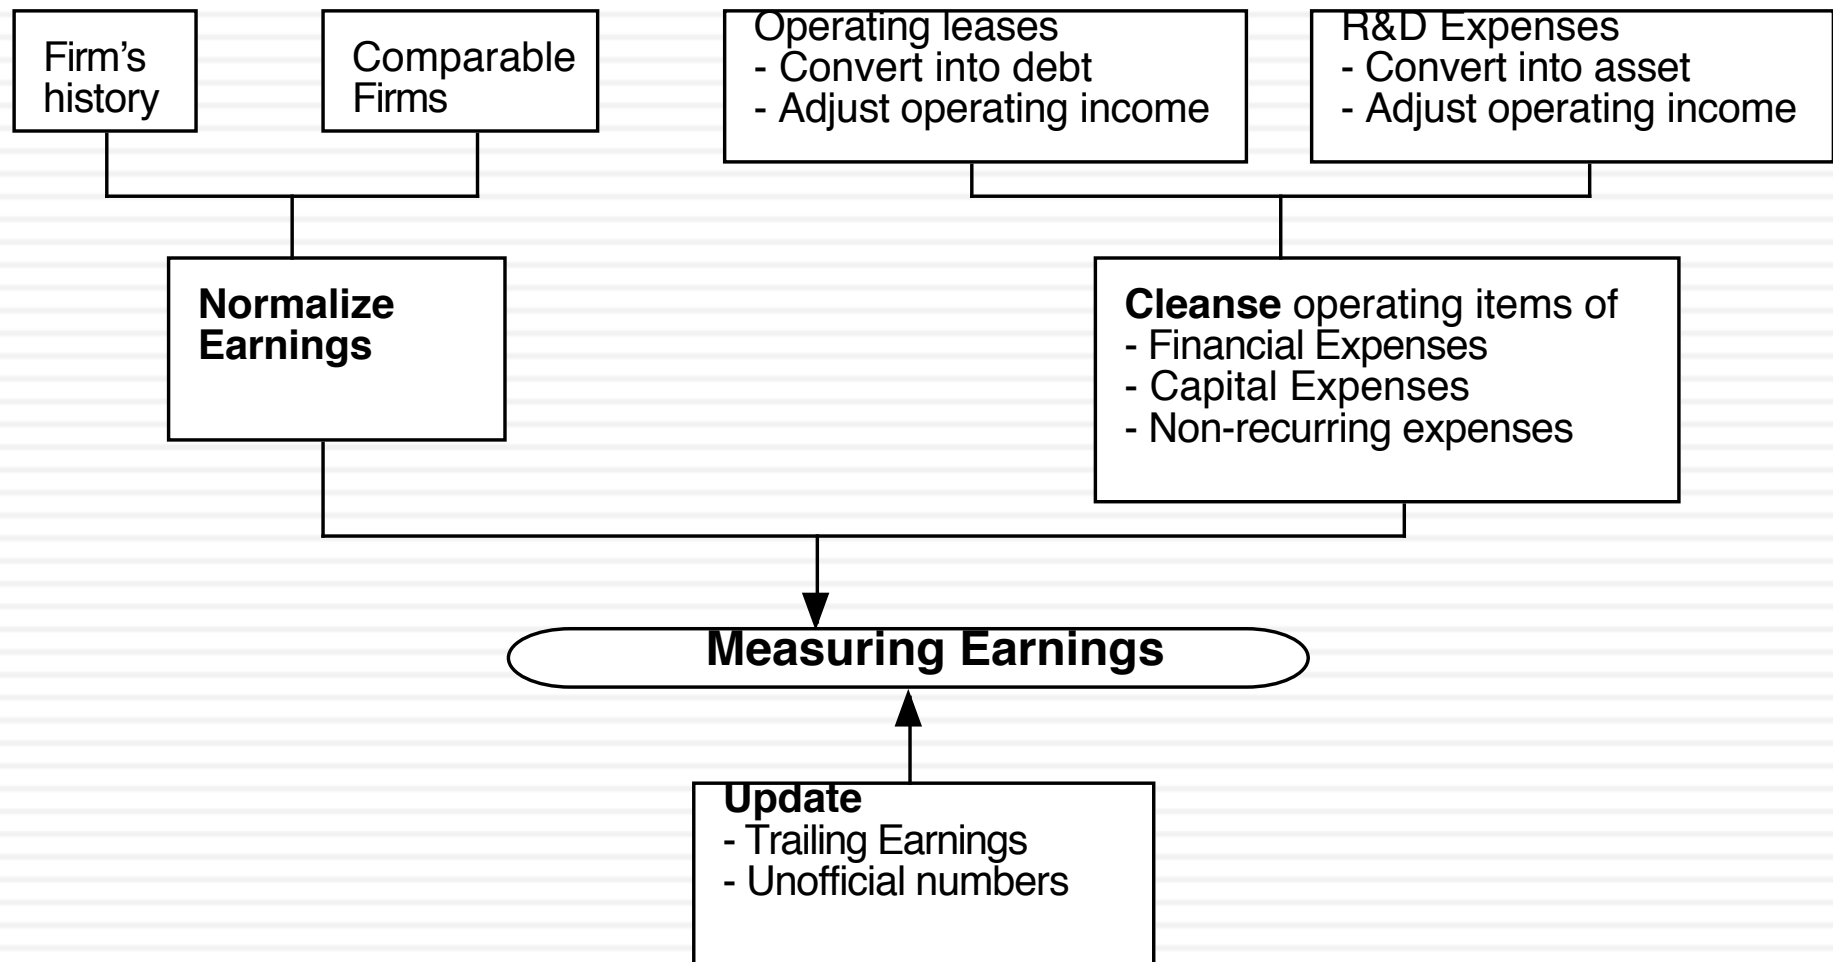 Firm’s
history
Comparable
Firms
Operating leases
- Convert into debt
- Adjust operating income
R&D Expenses
- Convert into asset
- Adjust operating income
Normalize
Earnings
Cleanse operating items of
- Financial Expenses
- Capital Expenses
- Non-recurring expenses
Measuring Earnings
Update
- Trailing Earnings
- Unofficial numbers